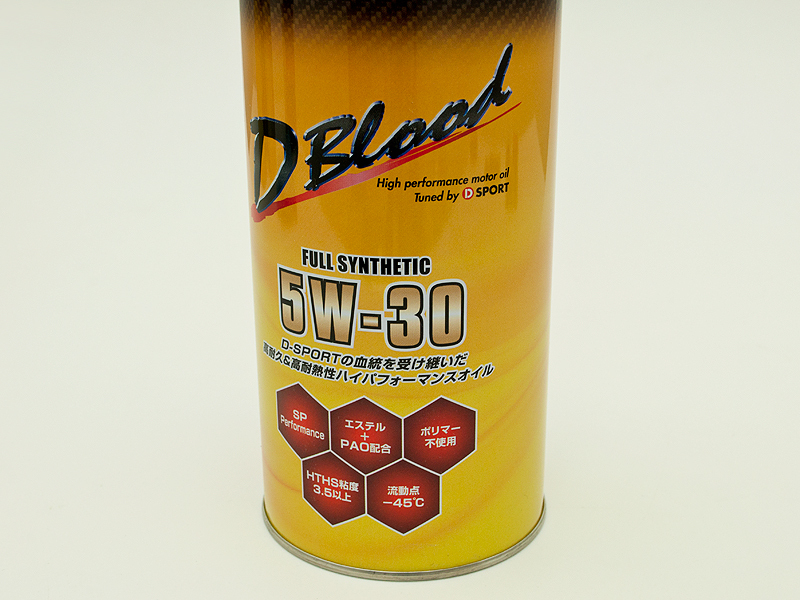 D Blood
High performance motor oil
Tuned by D SPORT
FULL SYNTHETIC
5W-30
D-SPORTの血統を受け継いだ
高耐久&高耐熱性ハイパフォーマンスオイル
SP
Performance
エステル
+
PAO配合
ポリマー
不使用
HTHS粘度
3.5以上
流動点
-45℃